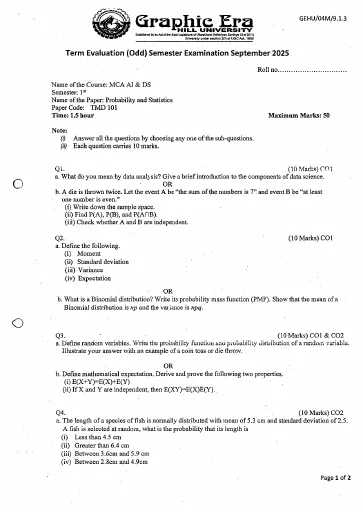 GEHU/04M/9.1.3
Graphic Era
HILL UNIVERSITY
Term Evaluation (Odd) Semester Examination September 2025
Roll no..............................
Name of the Course: MCA AI & DS
Semester: 1st
Name of the Paper: Probability and Statistics
Paper Code: TMD 101
Time: 1.5 hour Maximum Marks: 50
Note:
(i) Answer all the questions by choosing any one of the sub-questions.
(ii) Each question carries 10 marks.
Q1. (10 Marks) CO1
a. What do you mean by data analysis? Give a brief introduction to the components of data science.
OR
b. A die is thrown twice. Let the event A be "the sum of the numbers is 7" and event B be "at least
one number is even."
(i) Write down the sample space.
(ii) Find P(A), P(B), and P(A∩B).
(iii) Check whether A and B are independent.
Q2. (10 Marks) CO1
a. Define the following.
(i) Moment
(ii) Standard deviation
(iii) Variance
(iv) Expectation
OR
b. What is a Binomial distribution? Write its probability mass function (PMF). Show that the mean of a
Binomial distribution is np and the variance is npq.
Q3. (10 Marks) CO1 & CO2
a. Define random variables. Write the probability function and probability distribution of a random variable.
Illustrate your answer with an example of a coin toss or die throw.
OR
b. Define mathematical expectation. Derive and prove the following two properties.
(i) E(X+Y)=E(X)+E(Y)
(ii) If X and Y are independent, then E(XY)=E(X)E(Y).
Q4. (10 Marks) CO2
a. The length of a species of fish is normally distributed with mean of 5.3 cm and standard deviation of 2.5.
A fish is selected at random, what is the probability that its length is
(i) Less than 4.5 cm
(ii) Greater than 6.4 cm
(iii) Between 3.6cm and 5.9 cm
(iv) Between 2.8cm and 4.9cm
Page 1 of 2